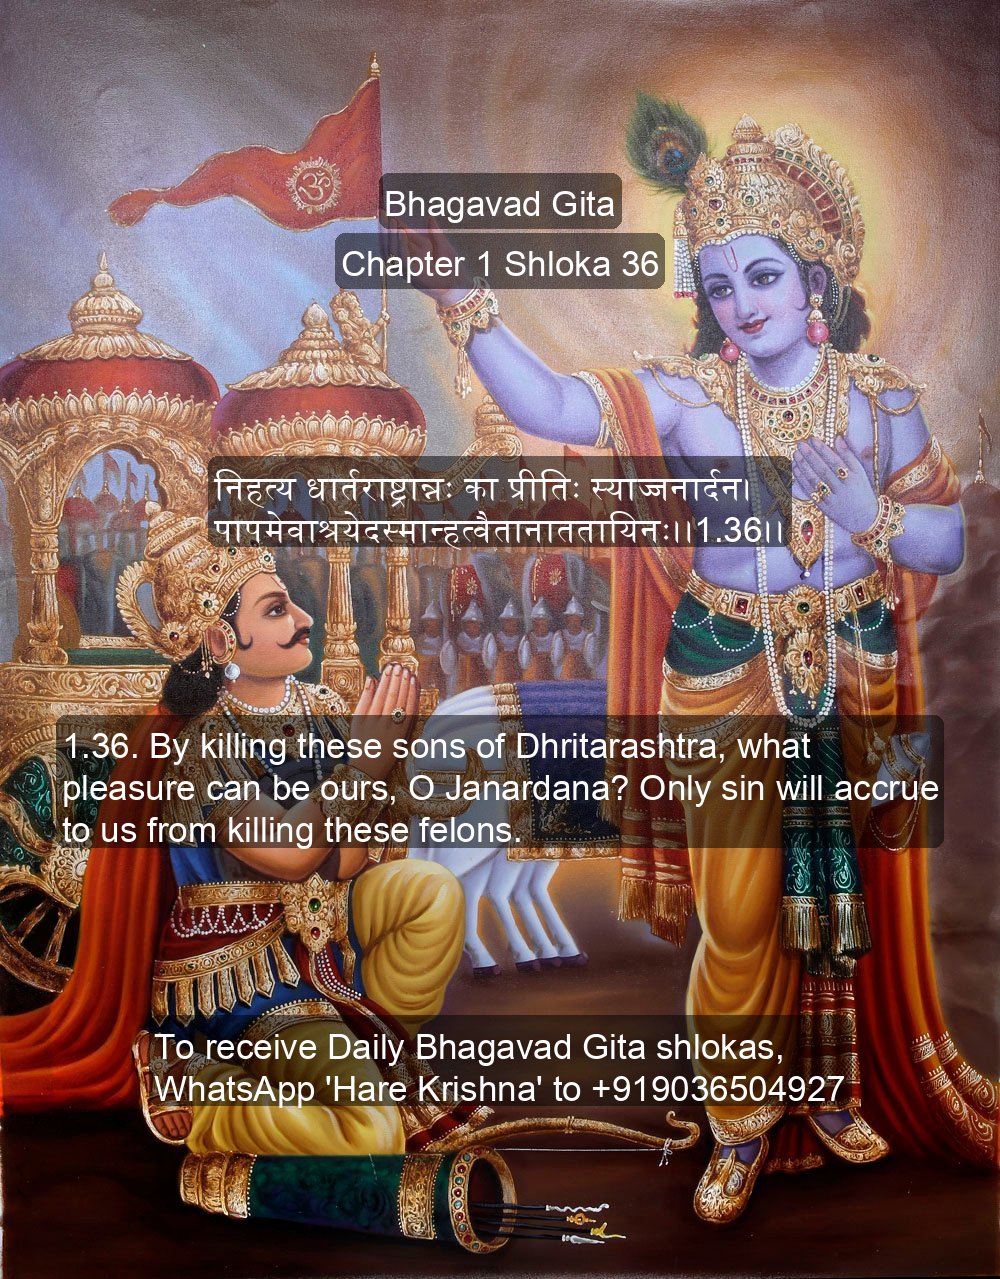 ॐ
Bhagavad Gita
Chapter 1 Shloka 36
निहत्य धार्तराष्ट्रान्नः का प्रीतिः स्याज्जनार्दन।
पापमेवाश्रयेदस्मान्हत्वैतानाततायिनः।।1.36।।
1.36. By killing these sons of Dhritarashtra, what
pleasure can be ours, O Janardana? Only sin will accrue
to us from killing these felons.
To receive Daily Bhagavad Gita shlokas,
WhatsApp 'Hare Krishna' to +919036504927